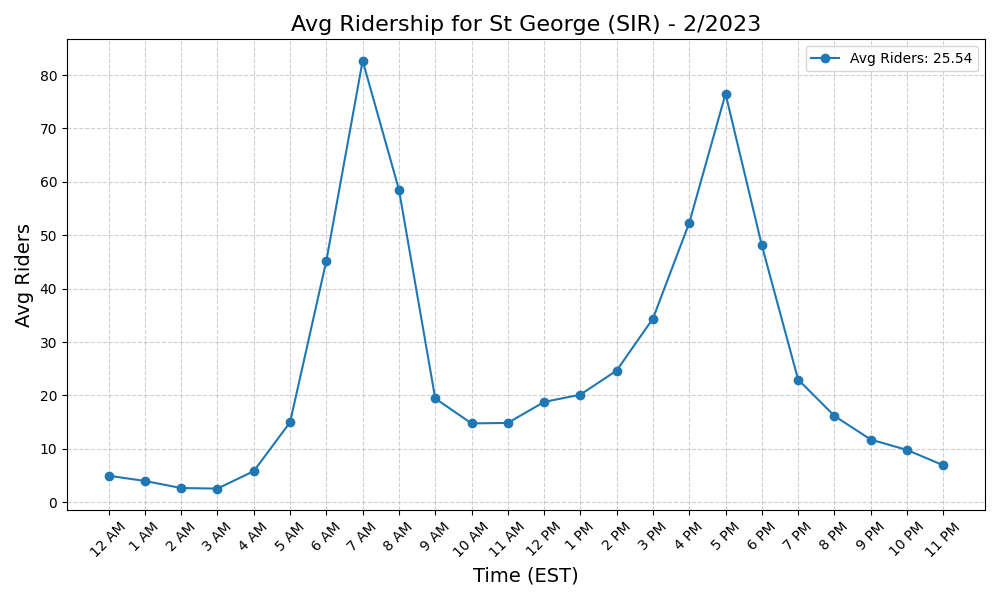 Avg Ridership for St George (SIR) - 2/2023
Avg Riders: 25.54
Avg Riders
80
70
60
50
40
30
20
10
0
12 AM
1 AM
2 AM
3 AM
4 AM
5 AM
6 AM
7 AM
8 AM
9 AM
10 AM
11 AM
12 PM
1 PM
2 PM
3 PM
4 PM
5 PM
6 PM
7 PM
8 PM
9 PM
10 PM
11 PM
Time (EST)